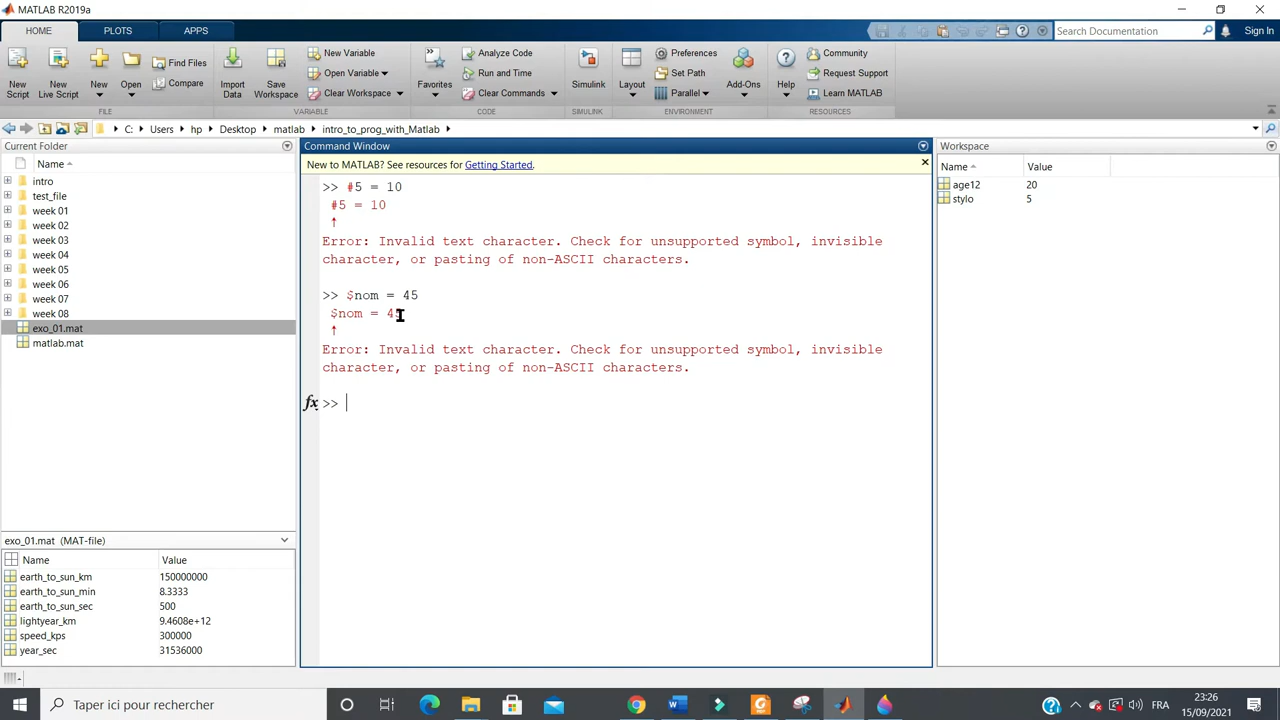 MATLAB R2019a
HOME PLOTS APPS
Search Documentation Sign In
New Script
New Live Script
New
Open
Find Files
Compare
Import Data
Save Workspace
New Variable
Open Variable
Clear Workspace
Favorites
Analyze Code
Run and Time
Clear Commands
Simulink
Layout
Preferences
Set Path
Parallel
Add-Ons
Help
Community
Request Support
Learn MATLAB
FILE VARIABLE CODE SIMULINK ENVIRONMENT RESOURCES
C: Users hp Desktop matlab intro_to_prog_with_Matlab
Current Folder
Name
intro
test_file
week 01
week 02
week 03
week 04
week 05
week 06
week 07
week 08
exo_01.mat
matlab.mat
exo_01.mat (MAT-file)
Name Value
earth_to_sun_km 150000000
earth_to_sun_min 8.3333
earth_to_sun_sec 500
lightyear_km 9.4608e+12
speed_kps 300000
year_sec 31536000
Command Window
New to MATLAB? See resources for Getting Started.
>> #5 = 10
#5 = 10
↑
Error: Invalid text character. Check for unsupported symbol, invisible
character, or pasting of non-ASCII characters.
>> $nom = 45
$nom = 45
↑
Error: Invalid text character. Check for unsupported symbol, invisible
character, or pasting of non-ASCII characters.
fx >>
Workspace
Name Value
age12 20
stylo 5
Taper ici pour rechercher
FRA
23:26
15/09/2021